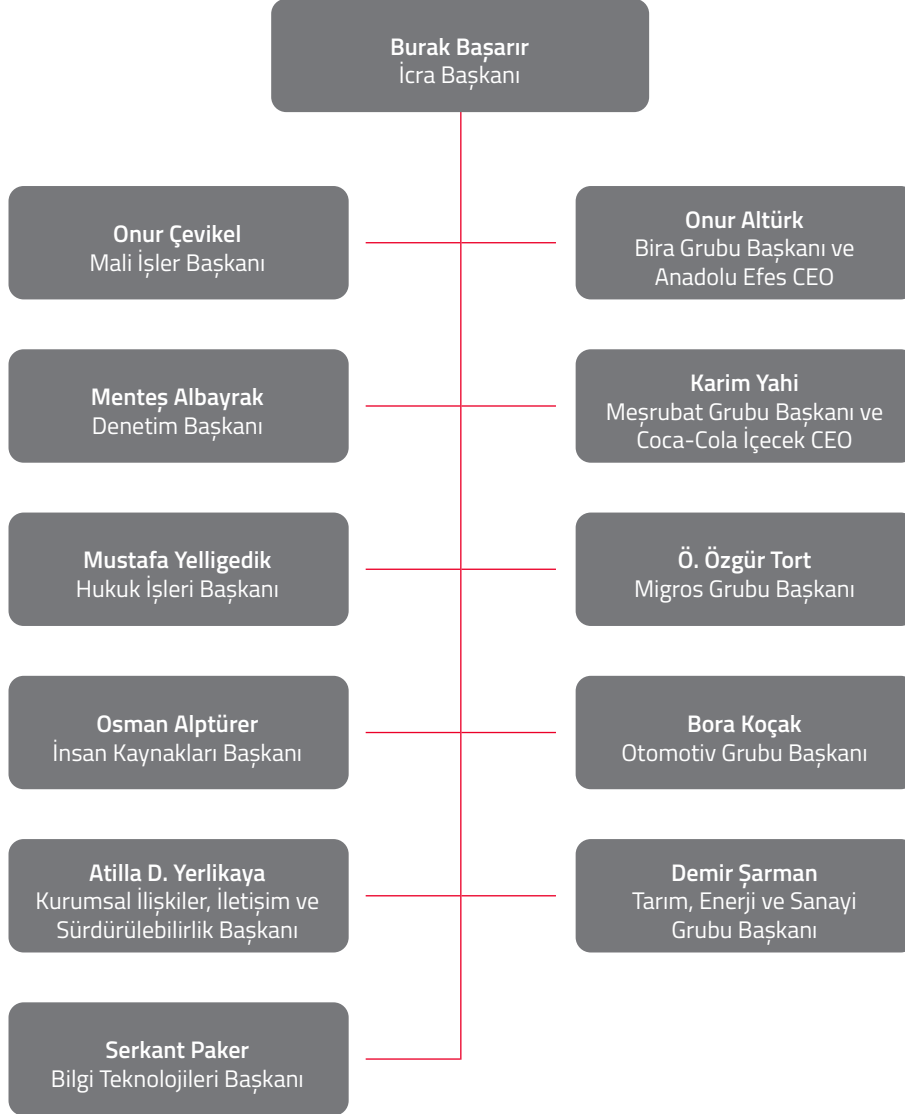 Burak Başarır
İcra Başkanı
Onur Çevikel
Mali İşler Başkanı
Onur Altürk
Bira Grubu Başkanı ve
Anadolu Efes CEO
Menteş Albayrak
Denetim Başkanı
Karim Yahi
Meşrubat Grubu Başkanı ve
Coca-Cola İçecek CEO
Mustafa Yelligedik
Hukuk İşleri Başkanı
Ö. Özgür Tort
Migros Grubu Başkanı
Osman Alptürer
İnsan Kaynakları Başkanı
Bora Koçak
Otomotiv Grubu Başkanı
Atilla D. Yerlikaya
Kurumsal İlişkiler, İletişim ve
Sürdürülebilirlik Başkanı
Demir Şarman
Tarım, Enerji ve Sanayi
Grubu Başkanı
Serkant Paker
Bilgi Teknolojileri Başkanı